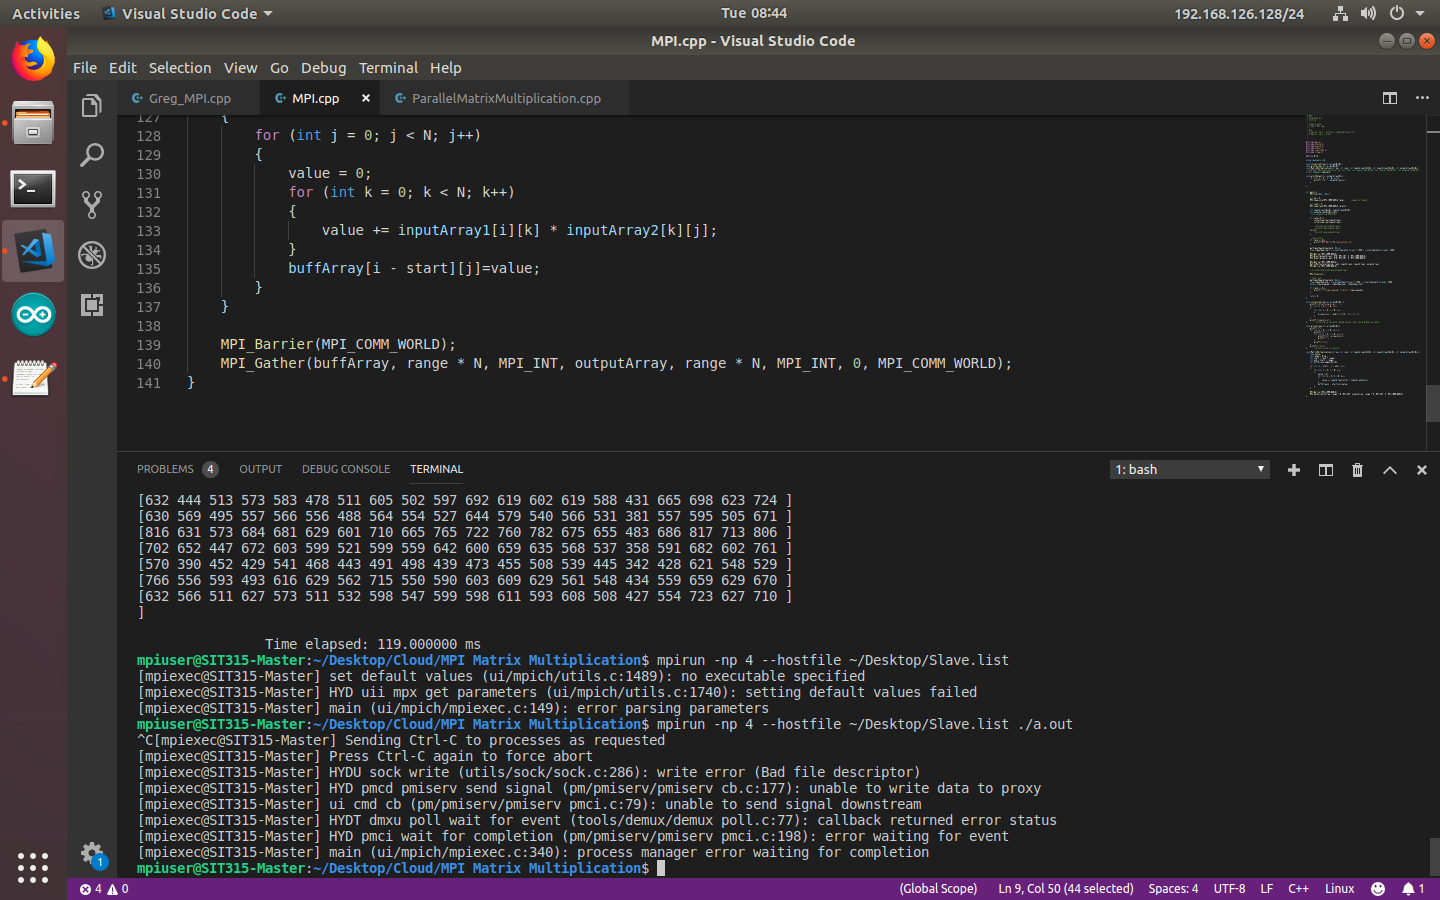 Activities Visual Studio Code Tue 08:44 192.168.126.128/24
MPI.cpp - Visual Studio Code
File Edit Selection View Go Debug Terminal Help
Greg_MPI.cpp MPI.cpp ParallelMatrixMultiplication.cpp
127 {
128 for (int j = 0; j < N; j++)
129 {
130 value = 0;
131 for (int k = 0; k < N; k++)
132 {
133 value += inputArray1[i][k] * inputArray2[k][j];
134 }
135 buffArray[i - start][j]=value;
136 }
137 }
138
139 MPI_Barrier(MPI_COMM_WORLD);
140 MPI_Gather(buffArray, range * N, MPI_INT, outputArray, range * N, MPI_INT, 0, MPI_COMM_WORLD);
141 }
PROBLEMS 4 OUTPUT DEBUG CONSOLE TERMINAL 1: bash
[632 444 513 573 583 478 511 605 502 597 692 619 602 619 588 431 665 698 623 724 ]
[630 569 495 557 566 556 488 564 554 527 644 579 540 566 531 381 557 595 505 671 ]
[816 631 573 684 681 629 601 710 665 765 722 760 782 675 655 483 686 817 713 806 ]
[702 652 447 672 603 599 521 599 559 642 600 659 635 568 537 358 591 682 602 761 ]
[570 390 452 429 541 468 443 491 498 439 473 455 508 539 445 342 428 621 548 529 ]
[766 556 593 493 616 629 562 715 550 590 603 609 629 561 548 434 559 659 629 670 ]
[632 566 511 627 573 511 532 598 547 599 598 611 593 608 508 427 554 723 627 710 ]
]
Time elapsed: 119.000000 ms
mpiuser@SIT315-Master:~/Desktop/Cloud/MPI Matrix Multiplication$ mpirun -np 4 --hostfile ~/Desktop/Slave.list
[mpiexec@SIT315-Master] set default values (ui/mpich/utils.c:1489): no executable specified
[mpiexec@SIT315-Master] HYD uii mpx get parameters (ui/mpich/utils.c:1740): setting default values failed
[mpiexec@SIT315-Master] main (ui/mpich/mpiexec.c:149): error parsing parameters
mpiuser@SIT315-Master:~/Desktop/Cloud/MPI Matrix Multiplication$ mpirun -np 4 --hostfile ~/Desktop/Slave.list ./a.out
^C[mpiexec@SIT315-Master] Sending Ctrl-C to processes as requested
[mpiexec@SIT315-Master] Press Ctrl-C again to force abort
[mpiexec@SIT315-Master] HYDU sock write (utils/sock/sock.c:286): write error (Bad file descriptor)
[mpiexec@SIT315-Master] HYD pmcd pmiserv send signal (pm/pmiserv/pmiserv cb.c:177): unable to write data to proxy
[mpiexec@SIT315-Master] ui cmd cb (pm/pmiserv/pmiserv pmci.c:79): unable to send signal downstream
[mpiexec@SIT315-Master] HYDT dmxu poll wait for event (tools/demux/demux poll.c:77): callback returned error status
[mpiexec@SIT315-Master] HYD pmci wait for completion (pm/pmiserv/pmiserv pmci.c:198): error waiting for event
[mpiexec@SIT315-Master] main (ui/mpich/mpiexec.c:340): process manager error waiting for completion
mpiuser@SIT315-Master:~/Desktop/Cloud/MPI Matrix Multiplication$
1
4 0 (Global Scope) Ln 9, Col 50 (44 selected) Spaces: 4 UTF-8 LF C++ Linux 1